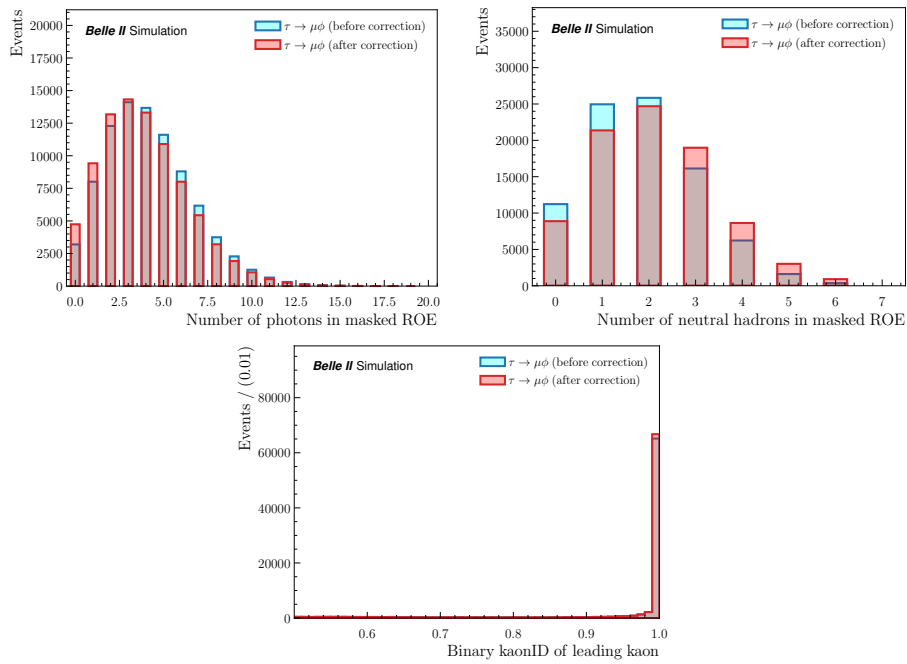 Events
20000
17500
15000
12500
10000
7500
5000
2500
0
Belle II Simulation
τ → μϕ (before correction)
τ → μϕ (after correction)
0.0 2.5 5.0 7.5 10.0 12.5 15.0 17.5 20.0
Number of photons in masked ROE
Events
35000
30000
25000
20000
15000
10000
5000
0
Belle II Simulation
τ → μϕ (before correction)
τ → μϕ (after correction)
0 1 2 3 4 5 6 7
Number of neutral hadrons in masked ROE
Events / (0.01)
80000
60000
40000
20000
0
Belle II Simulation
τ → μϕ (before correction)
τ → μϕ (after correction)
0.6 0.7 0.8 0.9 1.0
Binary kaonID of leading kaon